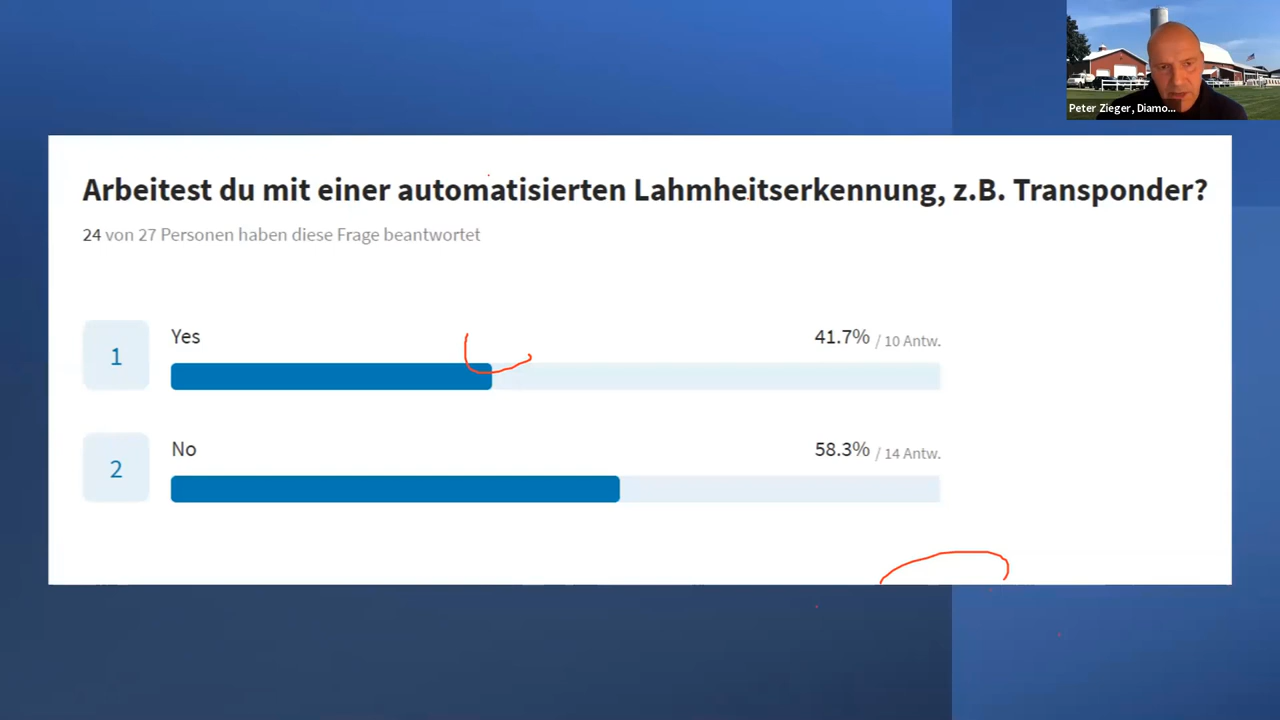 Peter Zieger, Diamo...
Arbeitest du mit einer automatisierten Lahmheitserkennung, z.B. Transponder?
24 von 27 Personen haben diese Frage beantwortet
1
Yes
41.7% / 10 Antw.
2
No
58.3% / 14 Antw.